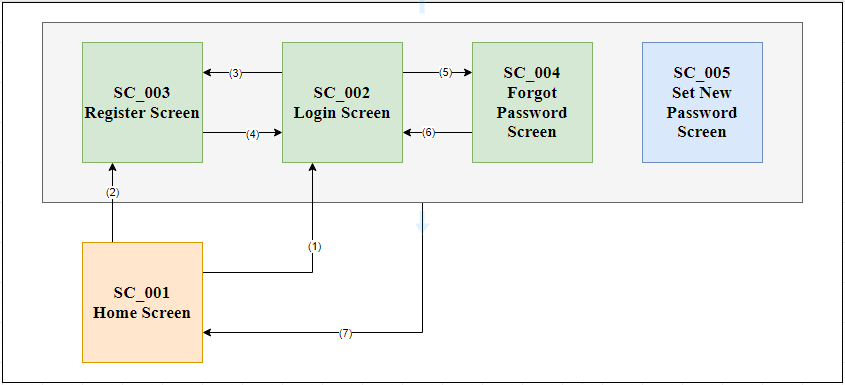 SC_003
Register Screen
(3)
(4)
SC_002
Login Screen
(5)
(6)
SC_004
Forgot
Password
Screen
SC_005
Set New
Password
Screen
(2)
(1)
SC_001
Home Screen
(7)